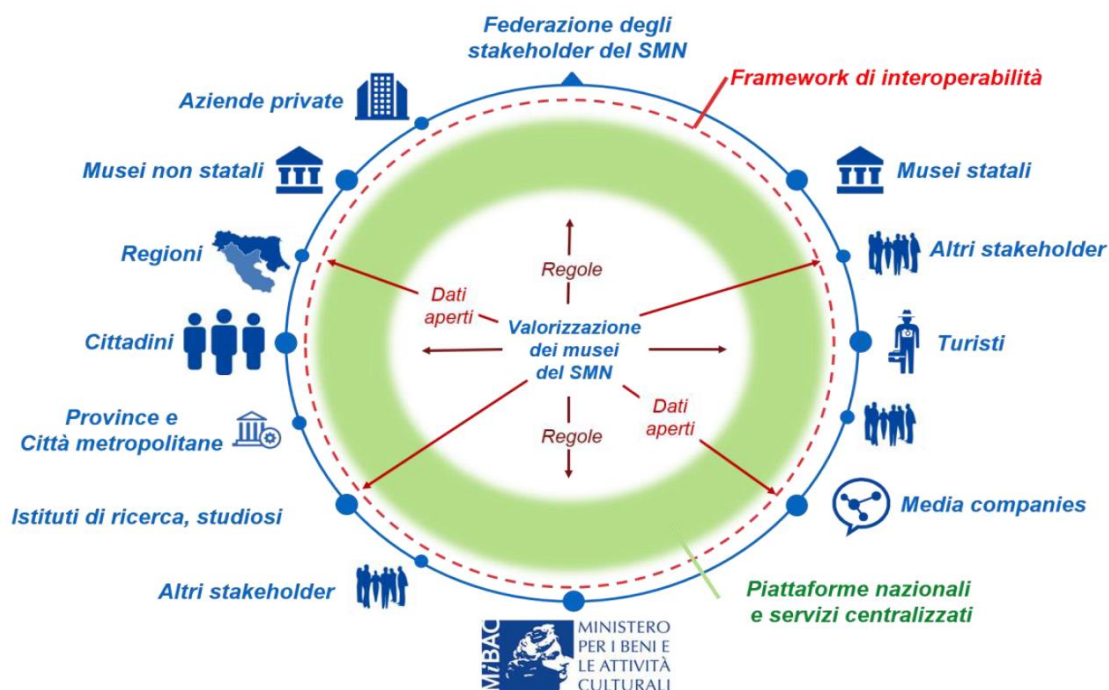 Federazione degli
stakeholder del SMN
Framework di interoperabilità
Aziende private
Musei non statali
Musei statali
Regioni
Altri stakeholder
Regole
Dati
aperti
Cittadini
Valorizzazione
dei musei
del SMN
Turisti
Province e
Città metropolitane
Dati
aperti
Regole
Istituti di ricerca, studiosi
Media companies
Altri stakeholder
Piattaforme nazionali
e servizi centralizzati
MiBAC
MINISTERO
PER I BENI E
LE ATTIVITÀ
CULTURALI